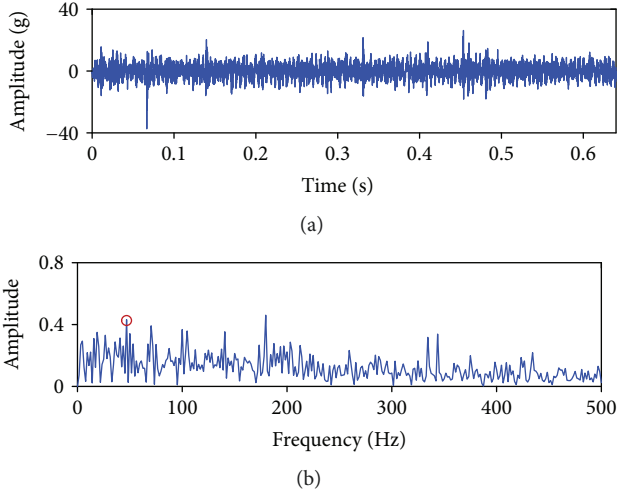 40
0
−40
Amplitude (g)
0 0.1 0.2 0.3 0.4 0.5 0.6
Time (s)
(a)
0.8
0.4
0
Amplitude
0 100 200 300 400 500
Frequency (Hz)
(b)